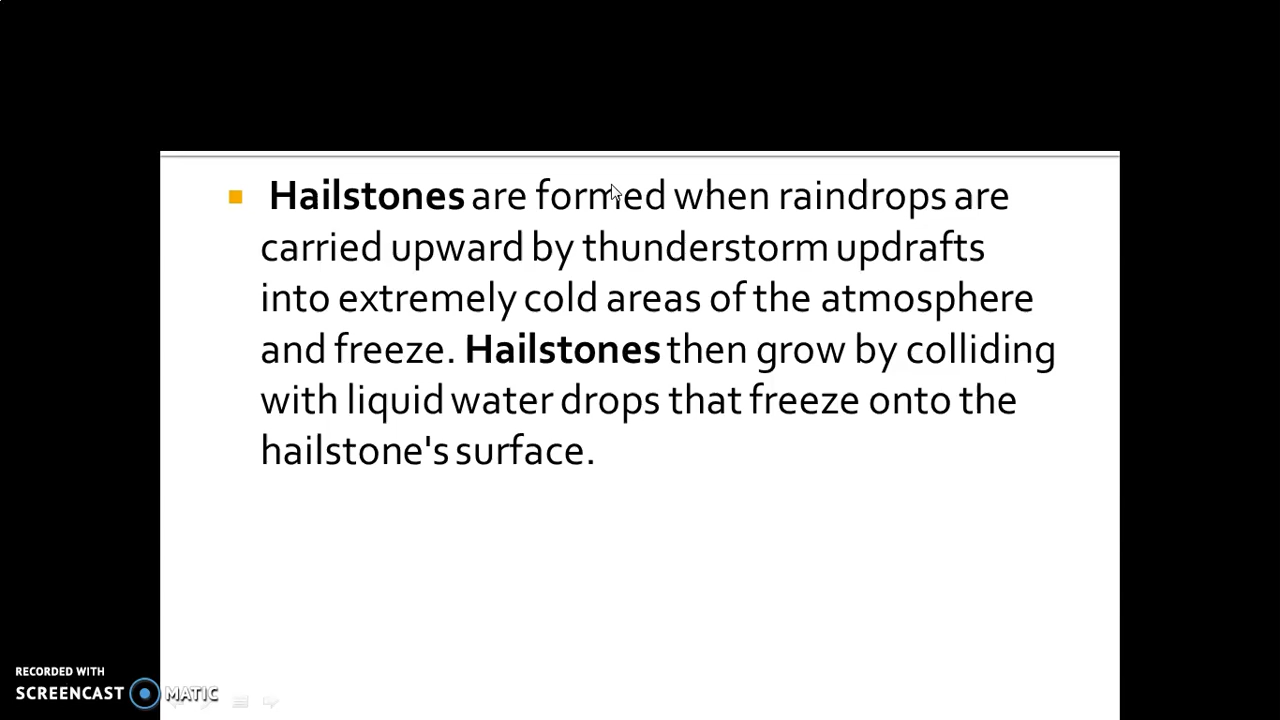 Hailstones are formed when raindrops are
carried upward by thunderstorm updrafts
into extremely cold areas of the atmosphere
and freeze. Hailstones then grow by colliding
with liquid water drops that freeze onto the
hailstone's surface.
RECORDED WITH
SCREENCAST MATIC